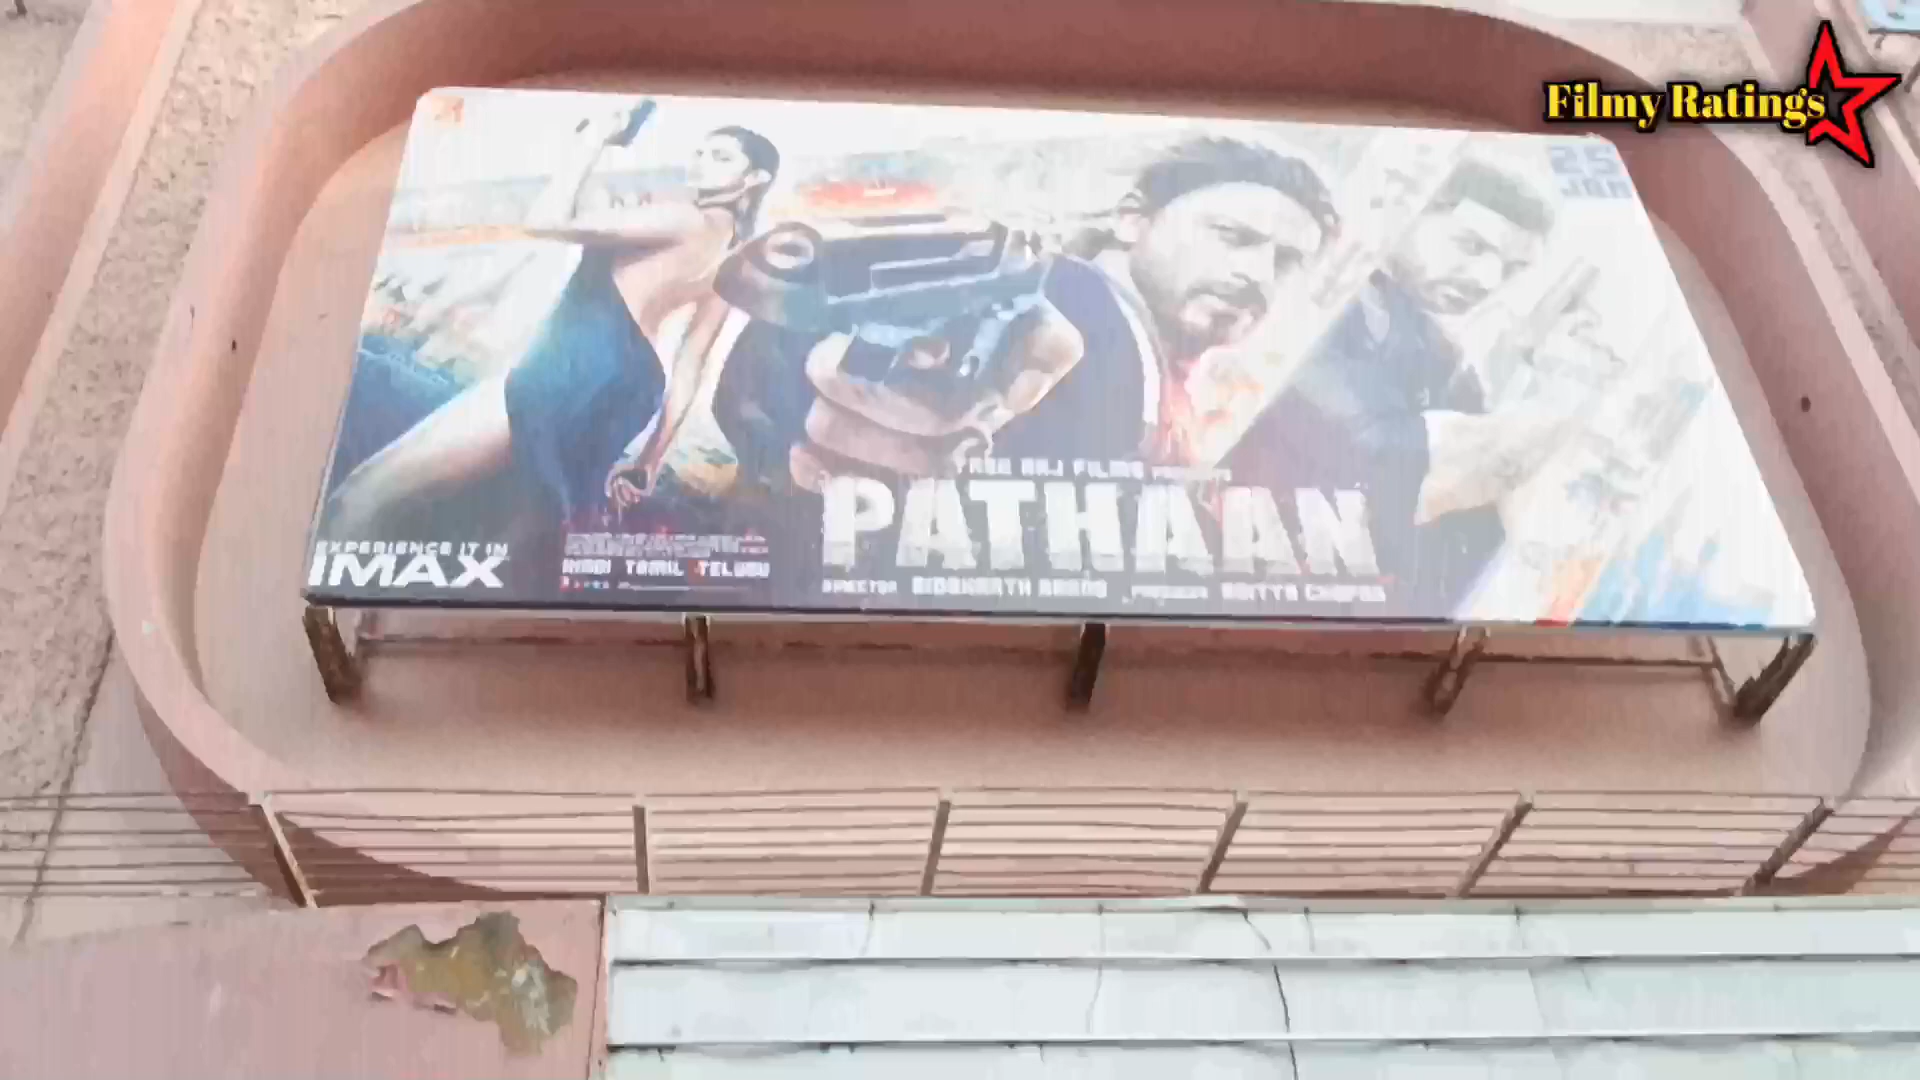 Filmy Ratings
25
JAN
YASH RAJ FILMS PRESENTS
PATHAAN
EXPERIENCE IT IN
IMAX
HINDI TAMIL TELUGU
DIRECTOR SIDDHARTH ANAND PRODUCER ADITYA CHOPRA